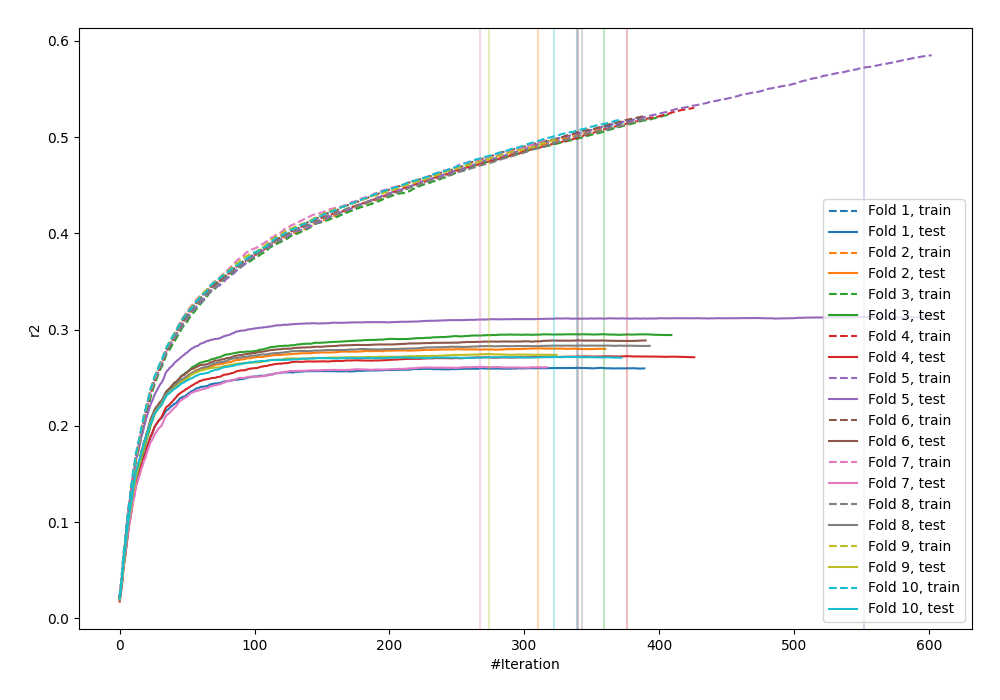 0.6
0.5
0.4
0.3
0.2
0.1
0.0
r2
0
100
200
300
400
500
600
#Iteration
Fold 1, train
Fold 1, test
Fold 2, train
Fold 2, test
Fold 3, train
Fold 3, test
Fold 4, train
Fold 4, test
Fold 5, train
Fold 5, test
Fold 6, train
Fold 6, test
Fold 7, train
Fold 7, test
Fold 8, train
Fold 8, test
Fold 9, train
Fold 9, test
Fold 10, train
Fold 10, test